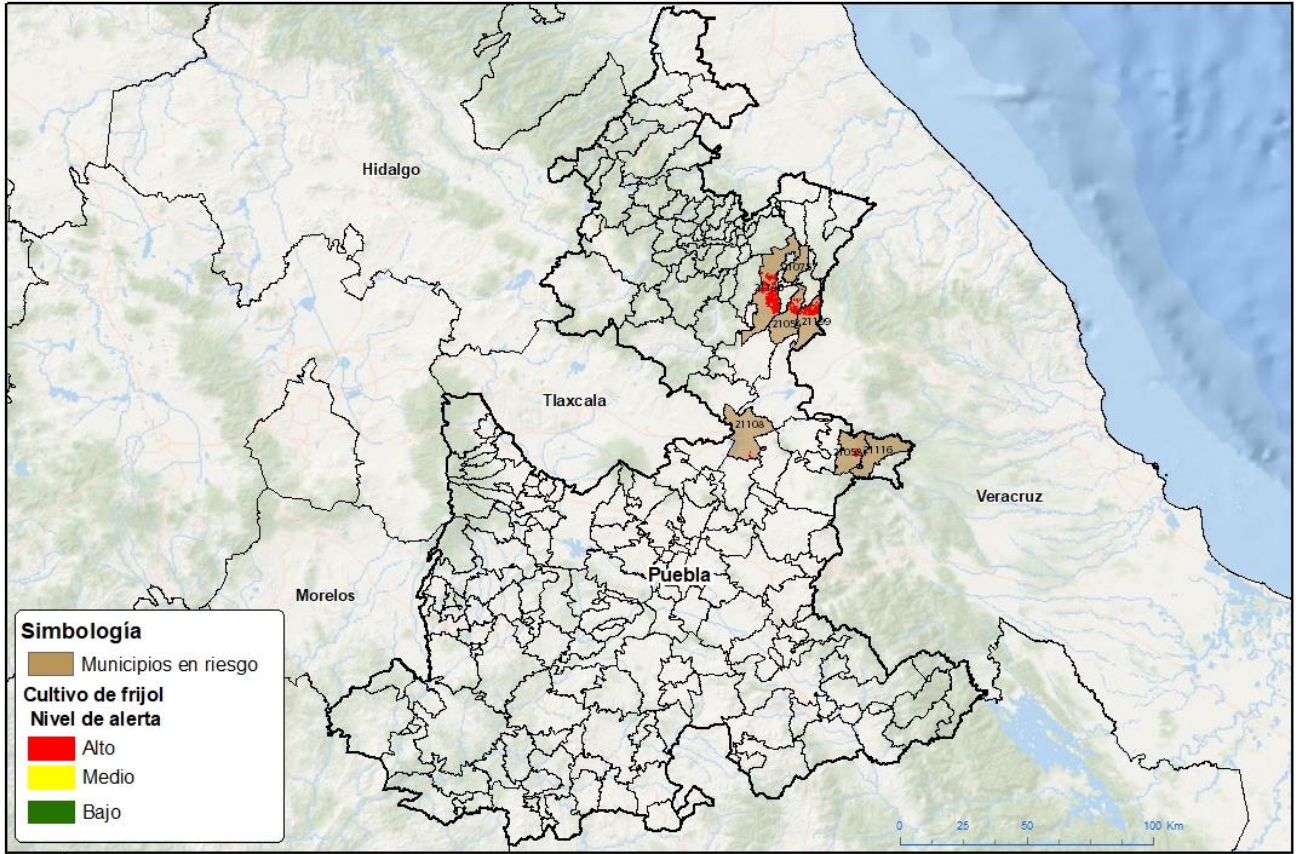 Hidalgo
Tlaxcala
21108
21116
Veracruz
Puebla
Morelos
Simbología
Municipios en riesgo
Cultivo de frijol
Nivel de alerta
Alto
Medio
Bajo
0 25 50 100 Km